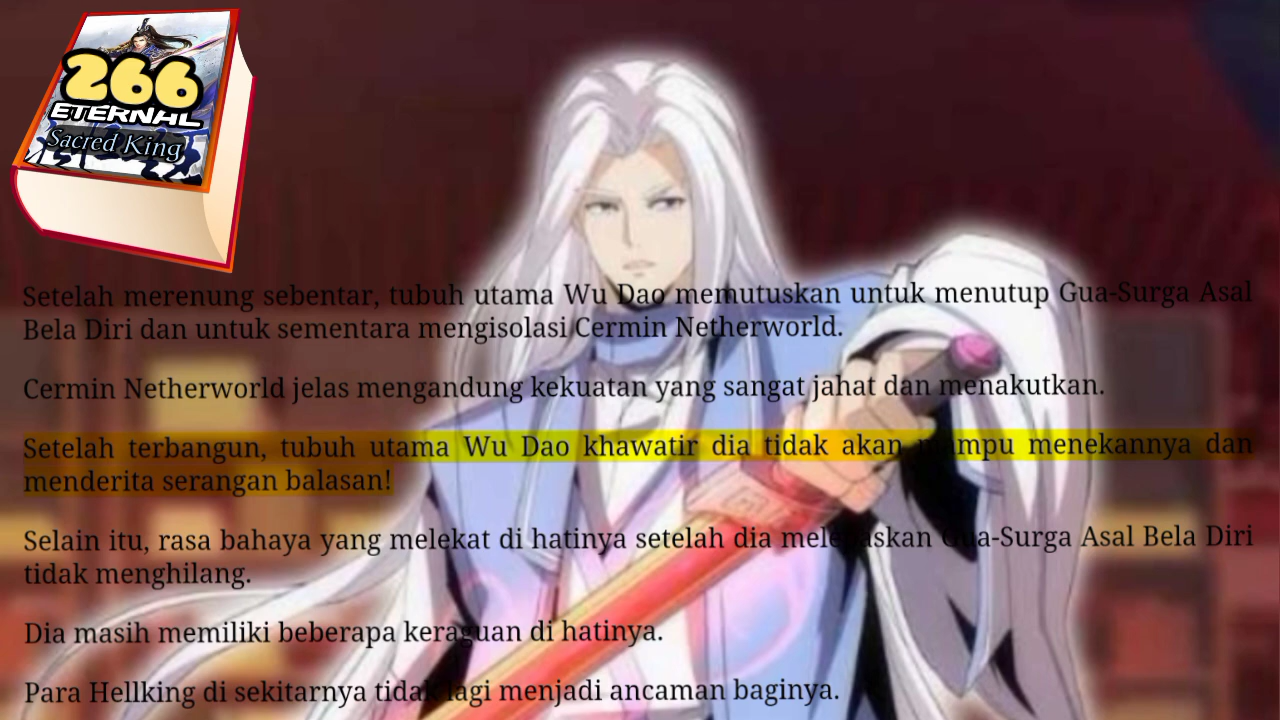 266
ETERNAL
Sacred King
Setelah merenung sebentar, tubuh utama Wu Dao memutuskan untuk menutup Gua-Surga Asal
Bela Diri dan untuk sementara mengisolasi Cermin Netherworld.
Cermin Netherworld jelas mengandung kekuatan yang sangat jahat dan menakutkan.
Setelah terbangun, tubuh utama Wu Dao khawatir dia tidak akan mampu menekannya dan
menderita serangan balasan!
Selain itu, rasa bahaya yang melekat di hatinya setelah dia melepaskan Gua-Surga Asal Bela Diri
tidak menghilang.
Dia masih memiliki beberapa keraguan di hatinya.
Para Hellking di sekitarnya tidak lagi menjadi ancaman baginya.